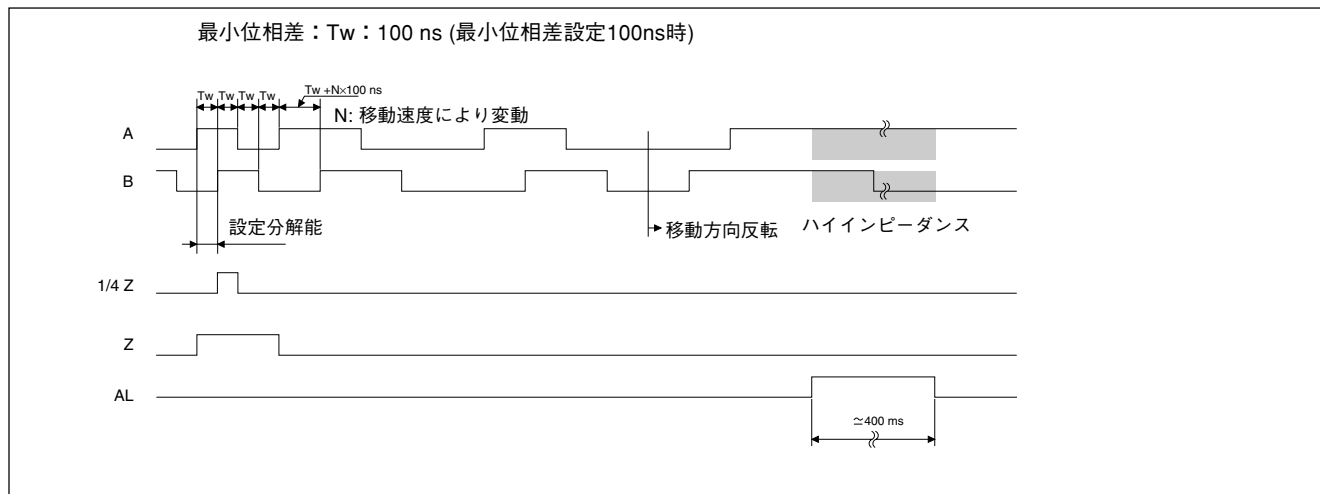 最小位相差：Tw：100 ns (最小位相差設定100ns時)
Tw Tw Tw Tw Tw +N×100 ns
N: 移動速度により変動
A
B
設定分解能
移動方向反転
ハイインピーダンス
1/4 Z
Z
AL
≃400 ms